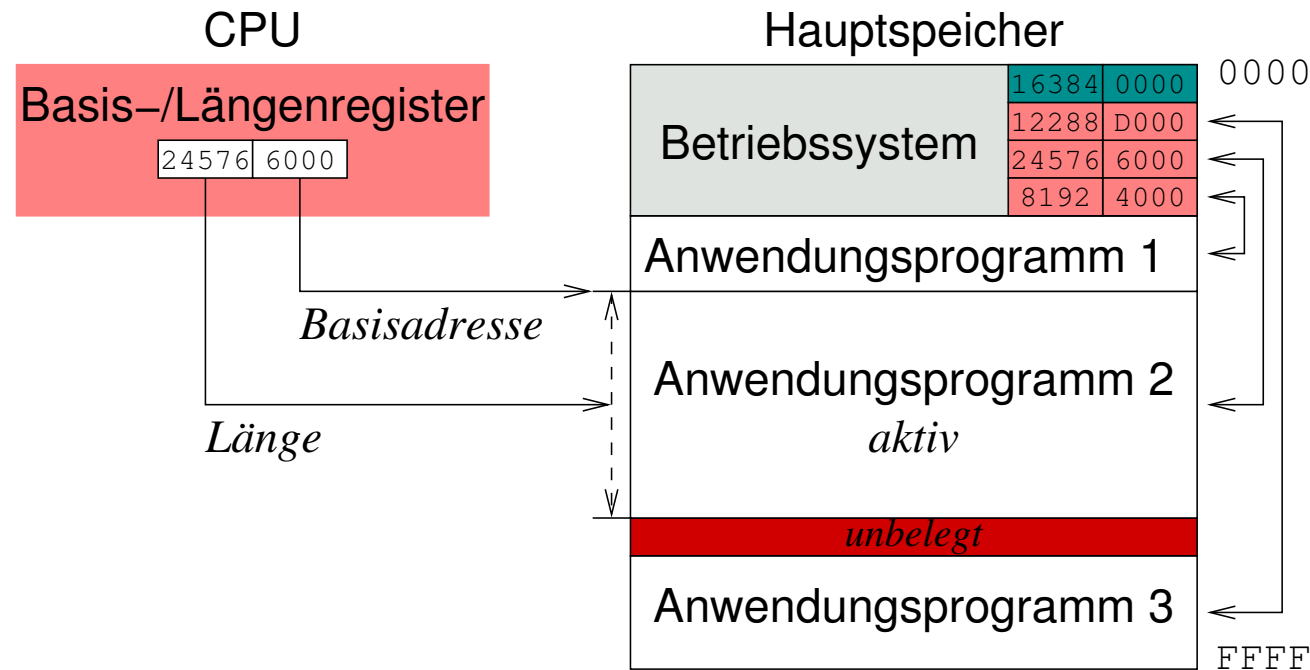 CPU
Basis–/Längenregister
24576 6000
Basisadresse
Länge
Hauptspeicher
0000
Betriebssystem
16384 0000
12288 D000
24576 6000
8192 4000
Anwendungsprogramm 1
Anwendungsprogramm 2
aktiv
unbelegt
Anwendungsprogramm 3
FFFF